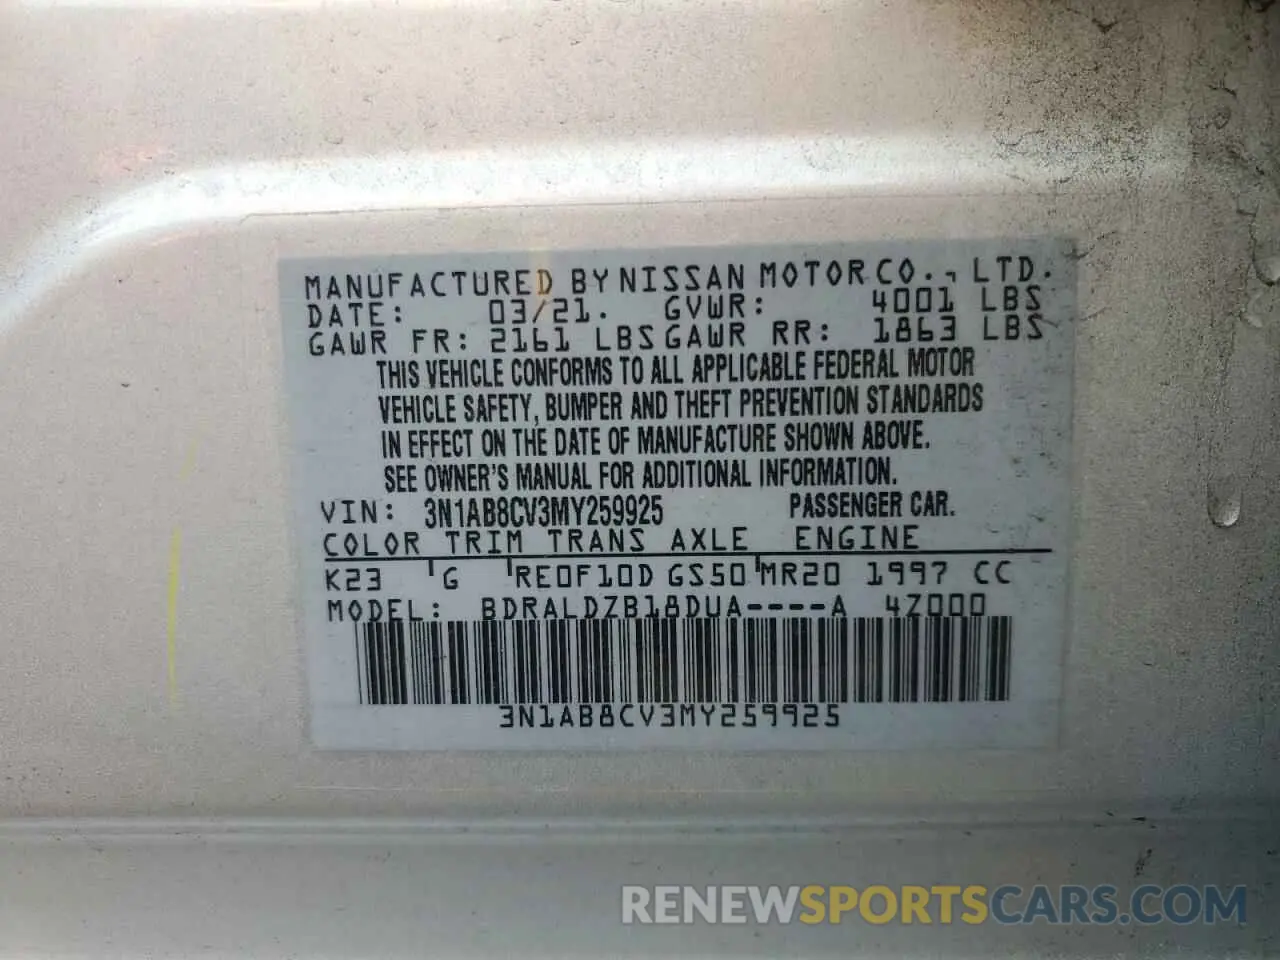 MANUFACTURED BY NISSAN MOTOR CO., LTD.
DATE: 03/21. GVWR: 4001 LBS
GAWR FR: 2161 LBS GAWR RR: 1863 LBS
THIS VEHICLE CONFORMS TO ALL APPLICABLE FEDERAL MOTOR
VEHICLE SAFETY, BUMPER AND THEFT PREVENTION STANDARDS
IN EFFECT ON THE DATE OF MANUFACTURE SHOWN ABOVE.
SEE OWNER'S MANUAL FOR ADDITIONAL INFORMATION.
VIN: 3N1AB8CV3MY259925 PASSENGER CAR.
COLOR TRIM TRANS AXLE ENGINE
K23 G RE0F10D GS50 MR20 1997 CC
MODEL: BDRALDZB18DUA----A 4Z000
3N1AB8CV3MY259925
RENEWSPORTSCARS.COM